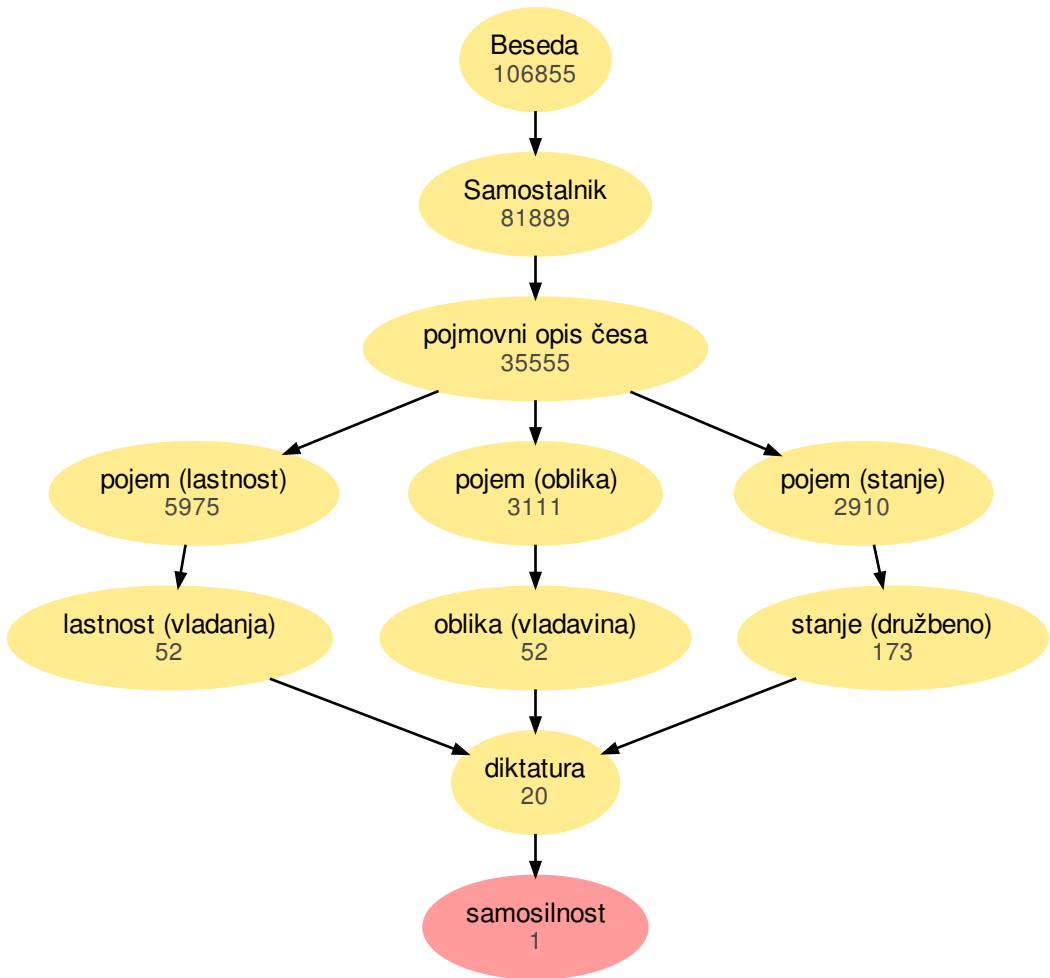 Beseda
106855
Samostalnik
81889
pojmovni opis česa
35555
pojem (lastnost)
5975
pojem (oblika)
3111
pojem (stanje)
2910
lastnost (vladanja)
52
oblika (vladavina)
52
stanje (družbeno)
173
diktatura
20
samosilnost
1